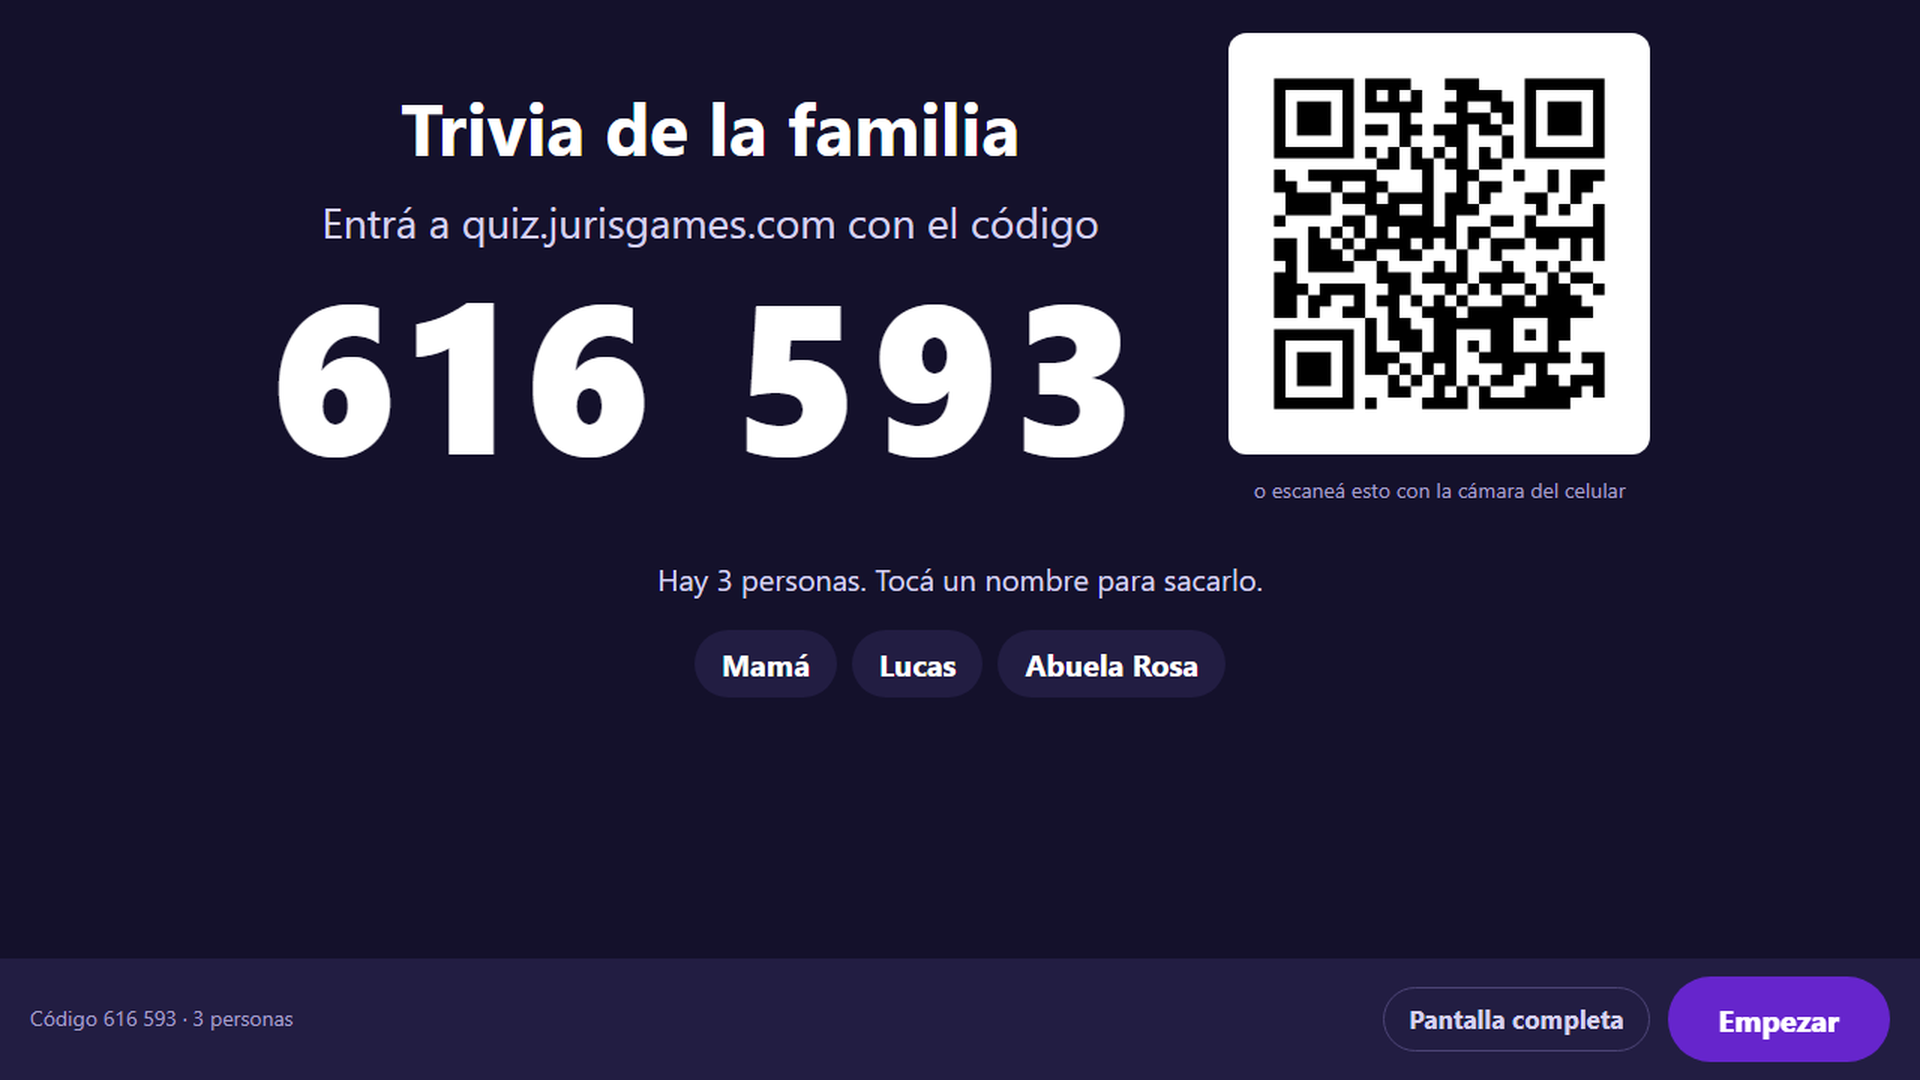 Trivia de la familia
Entrá a quiz.jurisgames.com con el código
616 593
o escaneá esto con la cámara del celular
Hay 3 personas. Tocá un nombre para sacarlo.
Mamá
Lucas
Abuela Rosa
Código 616 593 · 3 personas
Pantalla completa
Empezar